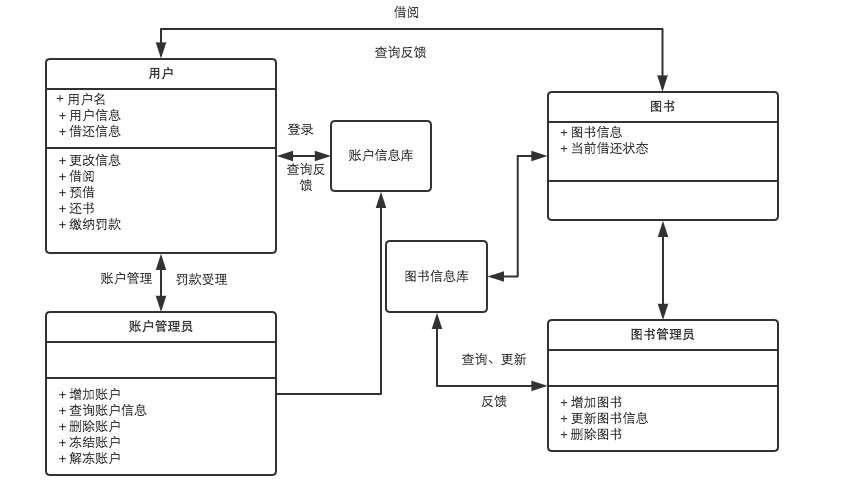 借阅
查询反馈
用户
+ 用户名
+ 用户信息
+ 借还信息
+ 更改信息
+ 借阅
+ 预借
+ 还书
+ 缴纳罚款
登录
查询反
馈
账户信息库
图书
+ 图书信息
+ 当前借还状态
图书信息库
账户管理
罚款受理
账户管理员
+ 增加账户
+ 查询账户信息
+ 删除账户
+ 冻结账户
+ 解冻账户
查询、更新
反馈
图书管理员
+ 增加图书
+ 更新图书信息
+ 删除图书